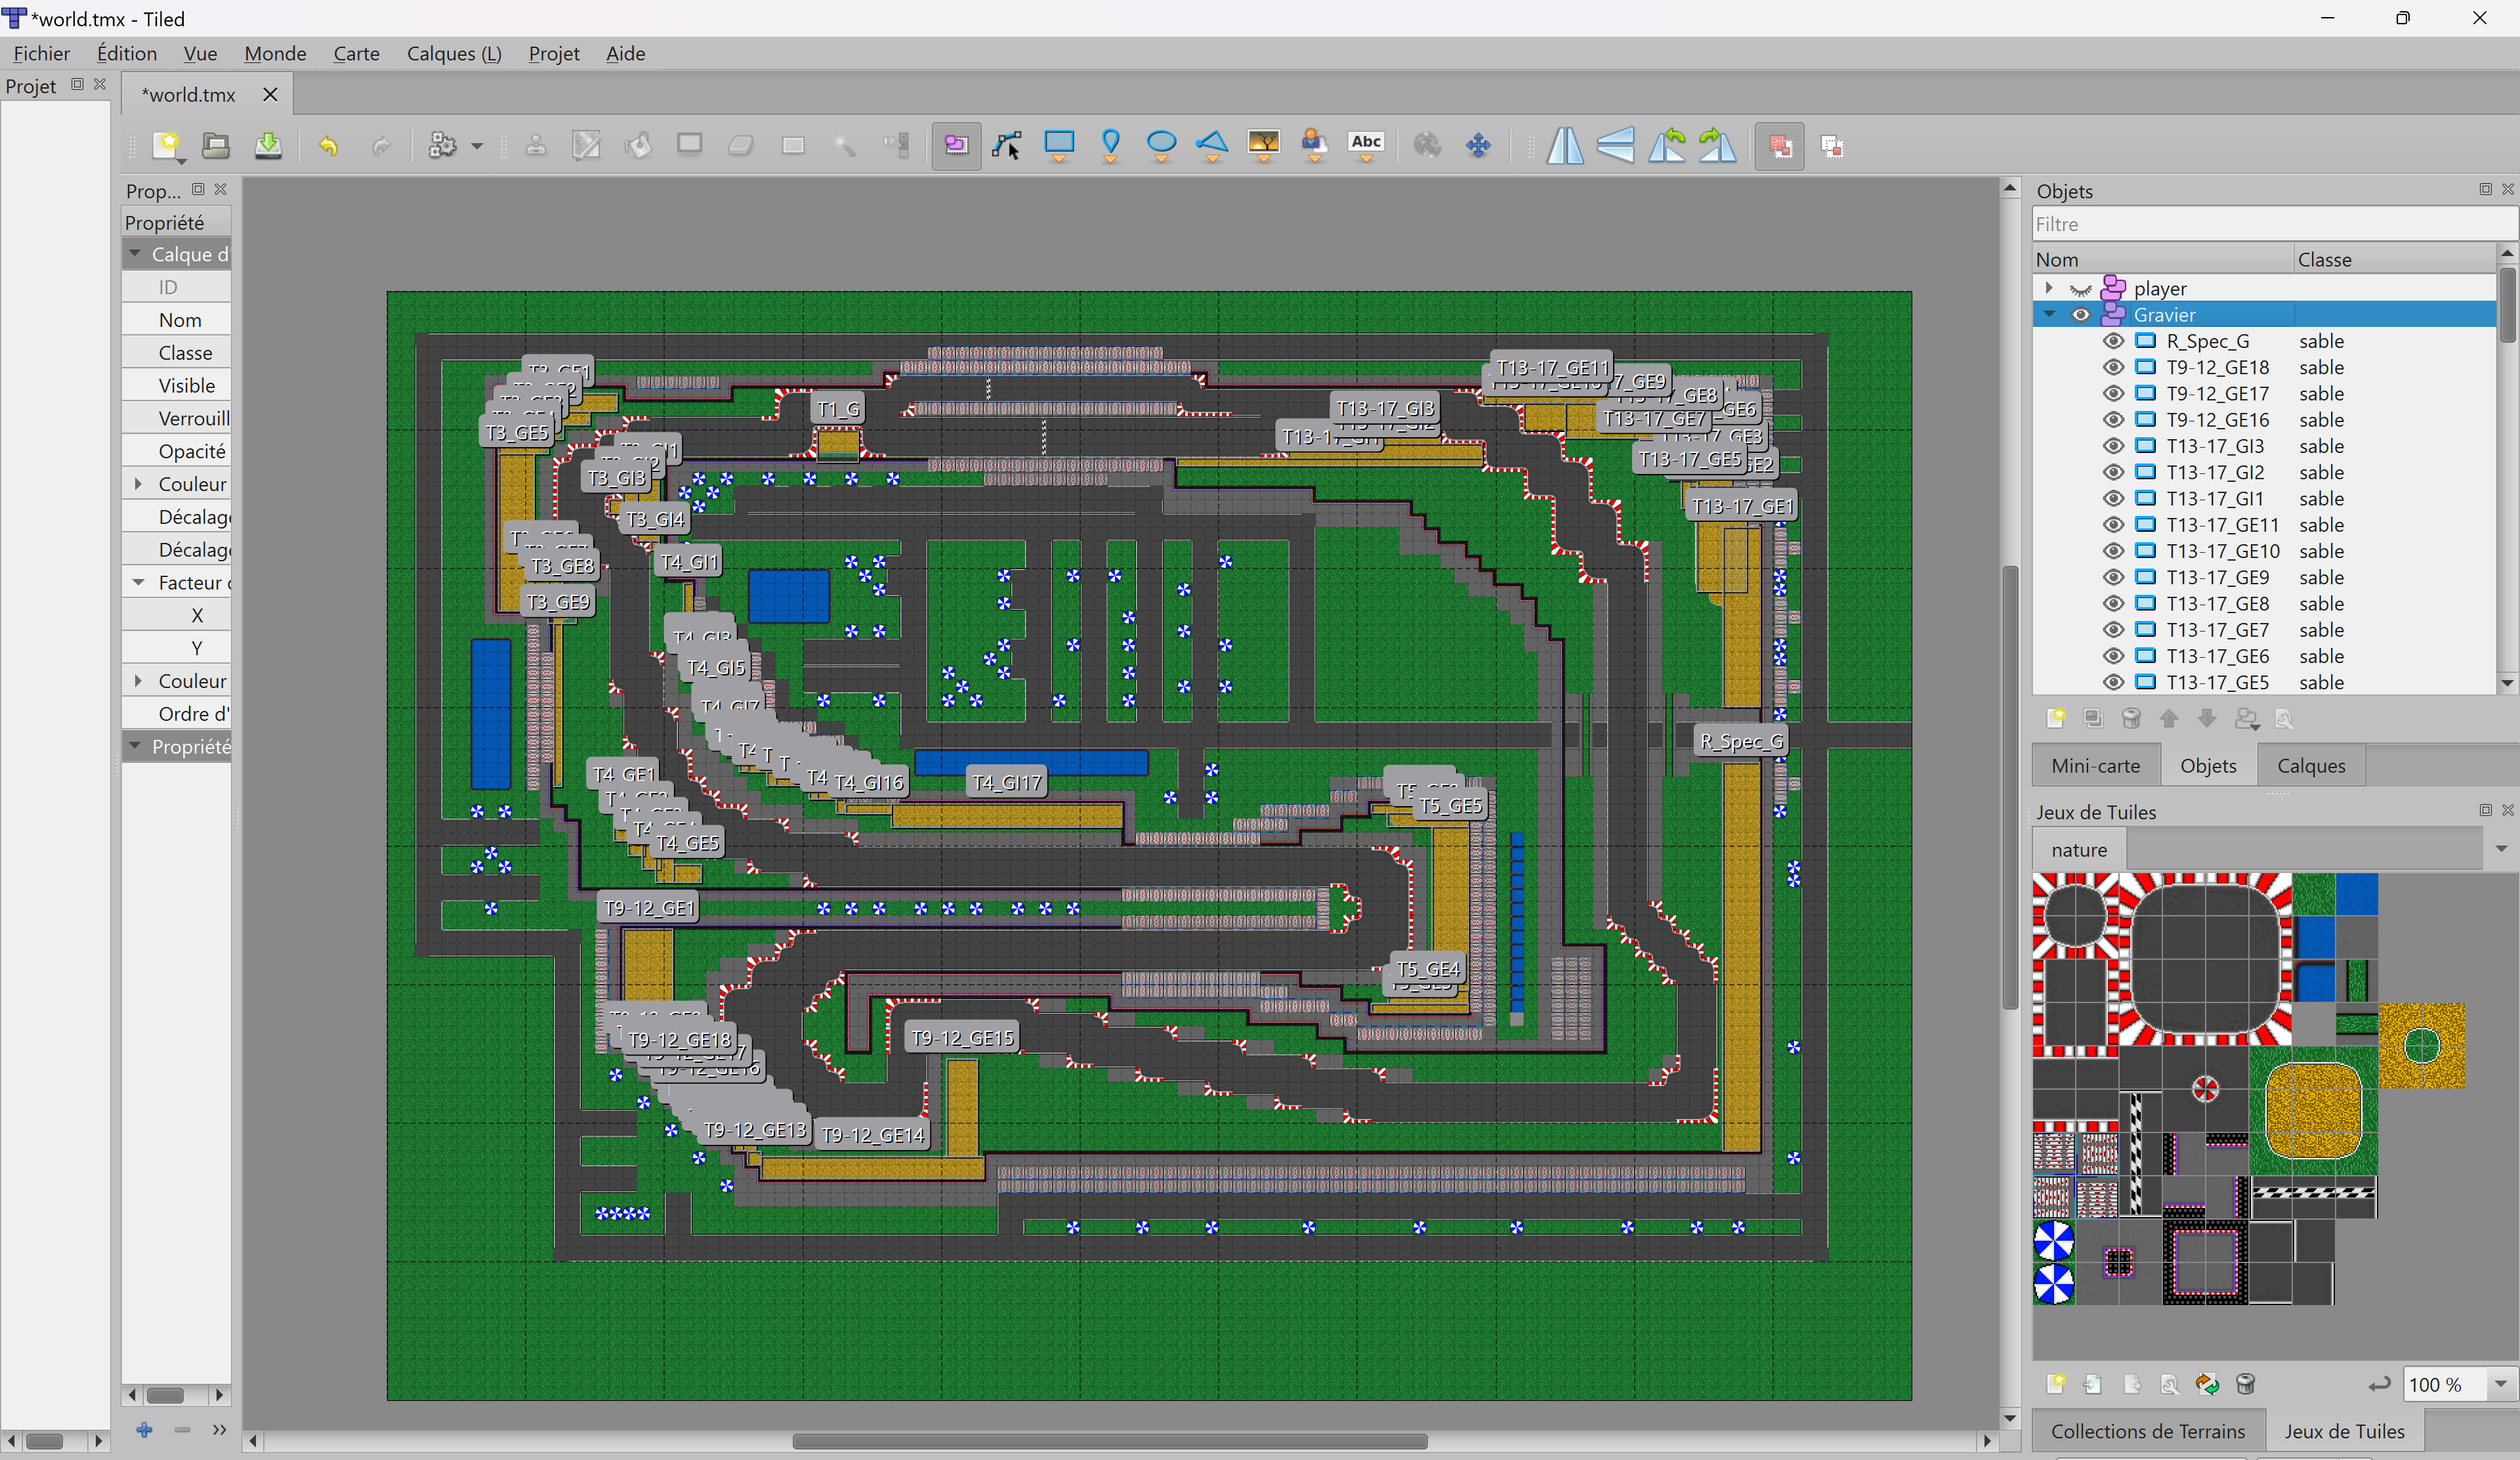 *world.tmx - Tiled
Fichier Édition Vue Monde Carte Calques (L) Projet Aide
Projet
*world.tmx
Abc
Prop...
Propriété
Calque d
ID
Nom
Classe
Visible
Verrouill
Opacité
Couleur
Décalag
Décalag
Facteur
X
Y
Couleur
Ordre d'
Propriété
T3_GE5
T3_GI3
T3_GI4
T3_GE8
T3_GE9
T1_G
T13-17_GI3
T13-17_GE11
T13-17_GE7
T13-17_GE5
T13-17_GE1
T4_GI1
T4_GI5
T4_GI16
T4_GI17
T4_GE1
T4_GE5
T5_GE5
T5_GE4
R_Spec_G
T9-12_GE1
T9-12_GE18
T9-12_GE15
T9-12_GE13
T9-12_GE14
Objets
Filtre
Nom Classe
player
Gravier
R_Spec_G sable
T9-12_GE18 sable
T9-12_GE17 sable
T9-12_GE16 sable
T13-17_GI3 sable
T13-17_GI2 sable
T13-17_GI1 sable
T13-17_GE11 sable
T13-17_GE10 sable
T13-17_GE9 sable
T13-17_GE8 sable
T13-17_GE7 sable
T13-17_GE6 sable
T13-17_GE5 sable
Mini-carte Objets Calques
Jeux de Tuiles
nature
100 %
Collections de Terrains Jeux de Tuiles